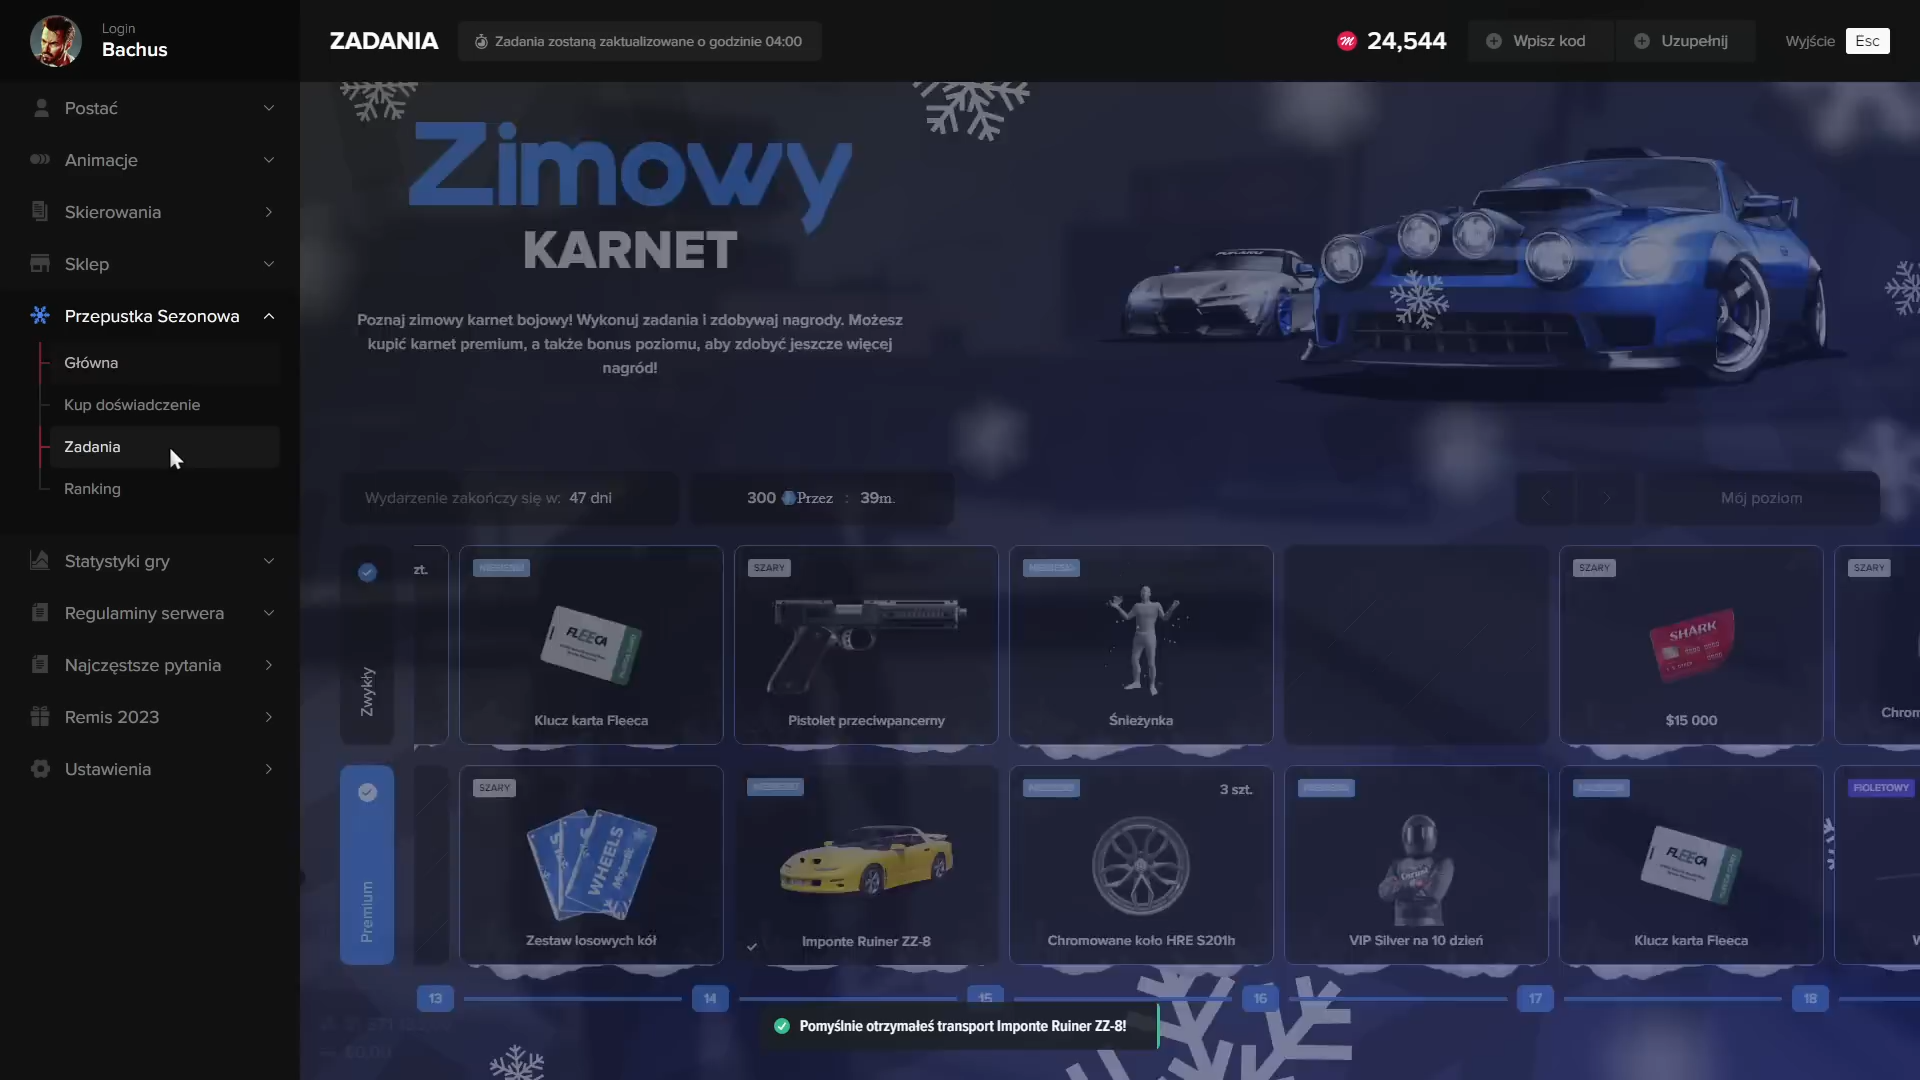 Login
Bachus
ZADANIA
Zadania zostaną zaktualizowane o godzinie 04:00
24,544
Wpisz kod
Uzupełnij
Wyjście
Esc
Postać
Animacje
Skierowania
Sklep
Przepustka Sezonowa
Główna
Kup doświadczenie
Zadania
Ranking
Statystyki gry
Regulaminy serwera
Najczęstsze pytania
Remis 2023
Ustawienia
Zimowy
KARNET
Poznaj zimowy karnet bojowy! Wykonuj zadania i zdobywaj nagrody. Możesz
kupić karnet premium, a także bonus poziomu, aby zdobyć jeszcze więcej
nagród!
Wydarzenie zakończy się w: 47 dni
300 Przez : 39m.
Mój poziom
Zwykły
szt.
Klucz karta Fleeca
SZARY
Pistolet przeciwpancerny
Śnieżynka
SZARY
SHARK
$15 000
SZARY
Chrom
Premium
SZARY
WHEELS
Zestaw losowych kół
Imponte Ruiner ZZ-8
3 szt.
Chromowane koło HRE S201h
VIP Silver na 10 dzień
FLEECA
Klucz karta Fleeca
FIOLETOWY
13
14
15
16
17
18
Pomyślnie otrzymałeś transport Imponte Ruiner ZZ-8!